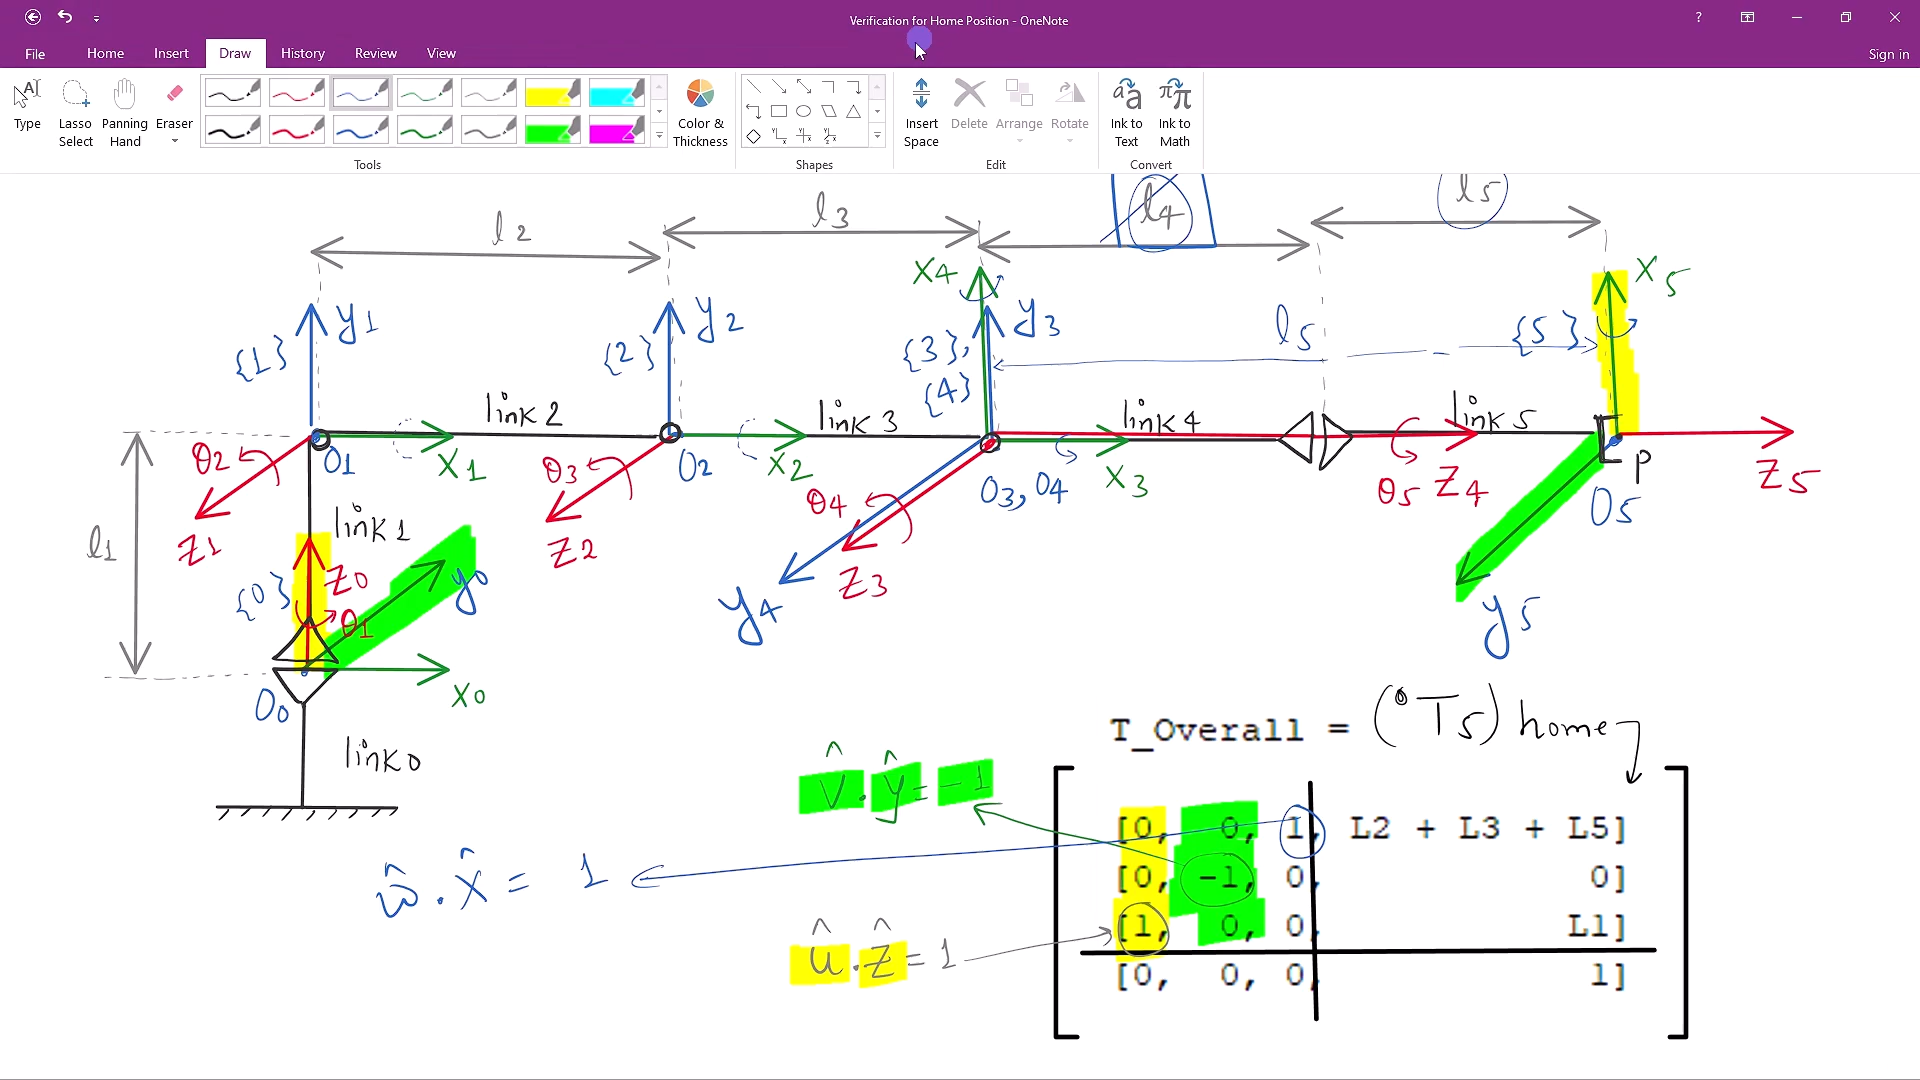 Verification for Home Position - OneNote
?
File Home Insert Draw History Review View
Sign in
Type
Lasso Select
Panning Hand
Eraser
Color & Thickness
Insert Space
Delete
Arrange
Rotate
Ink to Text
Ink to Math
Tools
Shapes
Edit
Convert
l2
l3
l4
l5
x4
x5
y1
y2
y3
l5
{5}
{1}
{2}
{3},
{4}
link 2
link 3
link 4
link 5
θ2
O1
x1
θ3
O2
x2
θ4
O3, O4
x3
θ5
z4
P
O5
z5
z1
link 1
l1
z2
z3
y4
y5
{0}
z0
y0
θ1
x0
O0
link 0
T_Overall = (⁰T5) home
v̂.ŷ = -1
[0, 0, 1, L2 + L3 + L5]
[0, -1, 0, 0]
[1, 0, 0, L1]
[0, 0, 0, 1]
ŵ.x̂ = 1
û.ẑ = 1